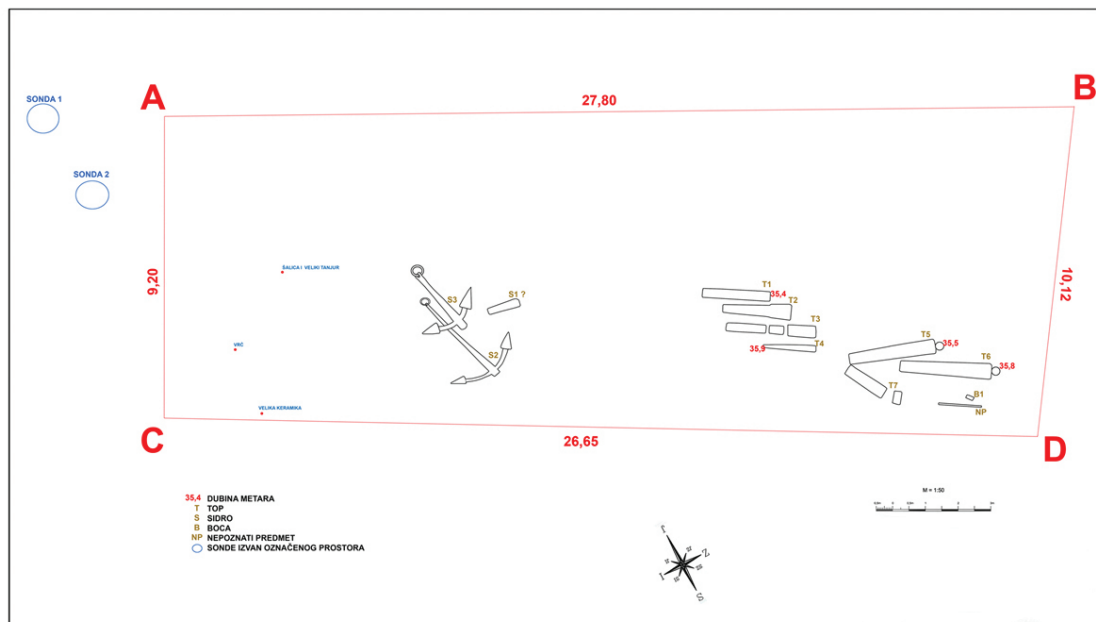 A
B
SONDA 1
27,80
SONDA 2
ŠALICA I VELIKI TANJUR
9,20
10,12
S3
S1 ?
T1
35,4
T2
T3
VRČ
S2
35,9
T4
T5
35,5
T6
35,8
T7
B1
NP
VELIKA KERAMIKA
C
26,65
D
35,4 DUBINA METARA
T TOP
S SIDRO
B BOCA
NP NEPOZNATI PREDMET
SONDE IZVAN OZNAČENOG PROSTORA
M = 1:50
J
Z
I
S